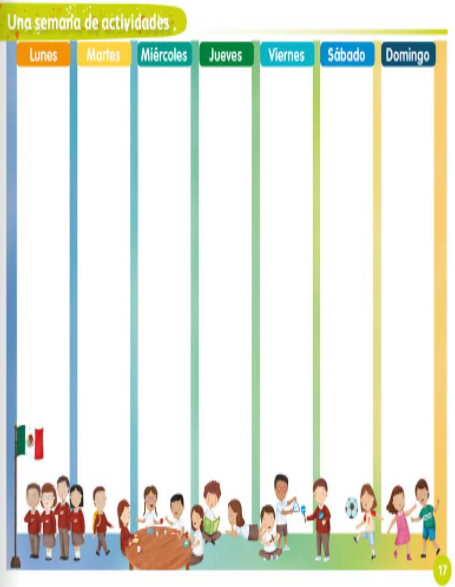 Una semana de actividades
Lunes Martes Miércoles Jueves Viernes Sábado Domingo
17